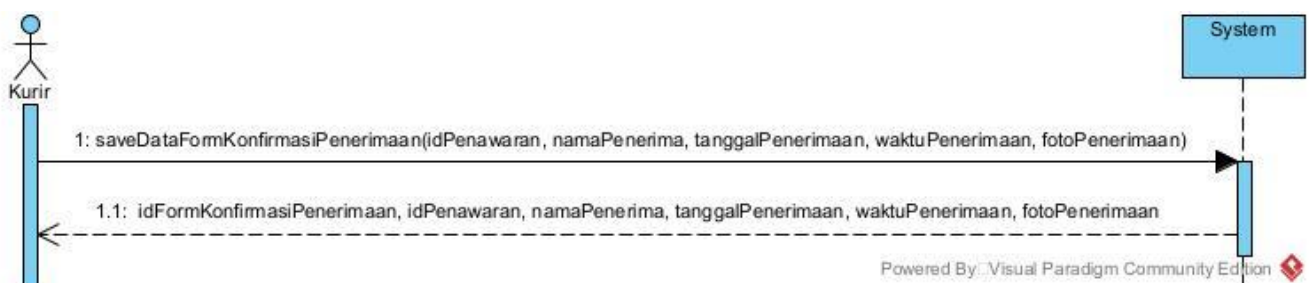 System
Kurir
1: saveDataFormKonfirmasiPenerimaan(idPenawaran, namaPenerima, tanggalPenerimaan, waktuPenerimaan, fotoPenerimaan)
1.1: idFormKonfirmasiPenerimaan, idPenawaran, namaPenerima, tanggalPenerimaan, waktuPenerimaan, fotoPenerimaan
Powered By Visual Paradigm Community Edition